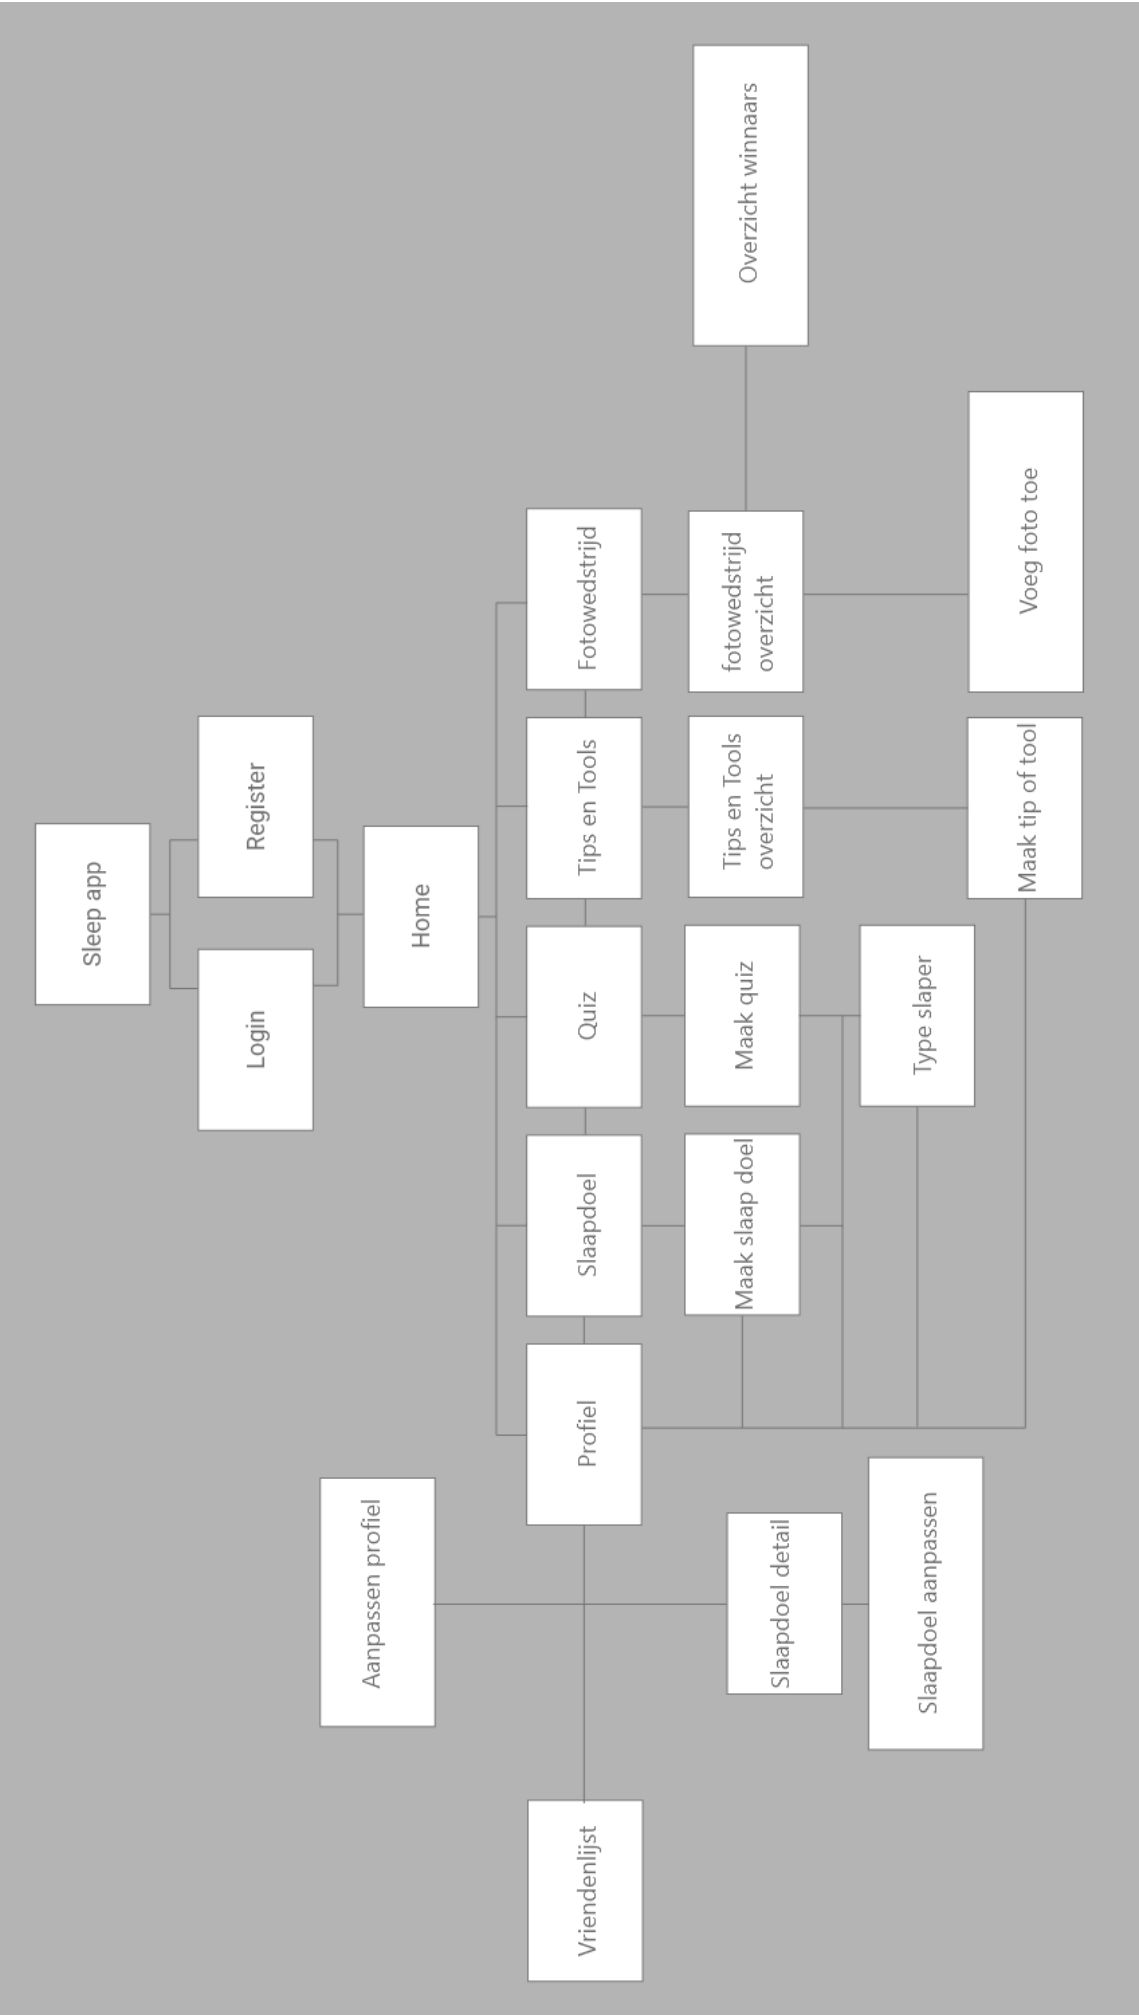 Sleep app
Login
Register
Home
Aanpassen profiel
Vriendenlijst
Profiel
Slaapdoel
Quiz
Tips en Tools
Fotowedstrijd
Slaapdoel detail
Maak slaap doel
Maak quiz
Tips en Tools
overzicht
fotowedstrijd
overzicht
Overzicht winnaars
Slaapdoel aanpassen
Type slaper
Maak tip of tool
Voeg foto toe